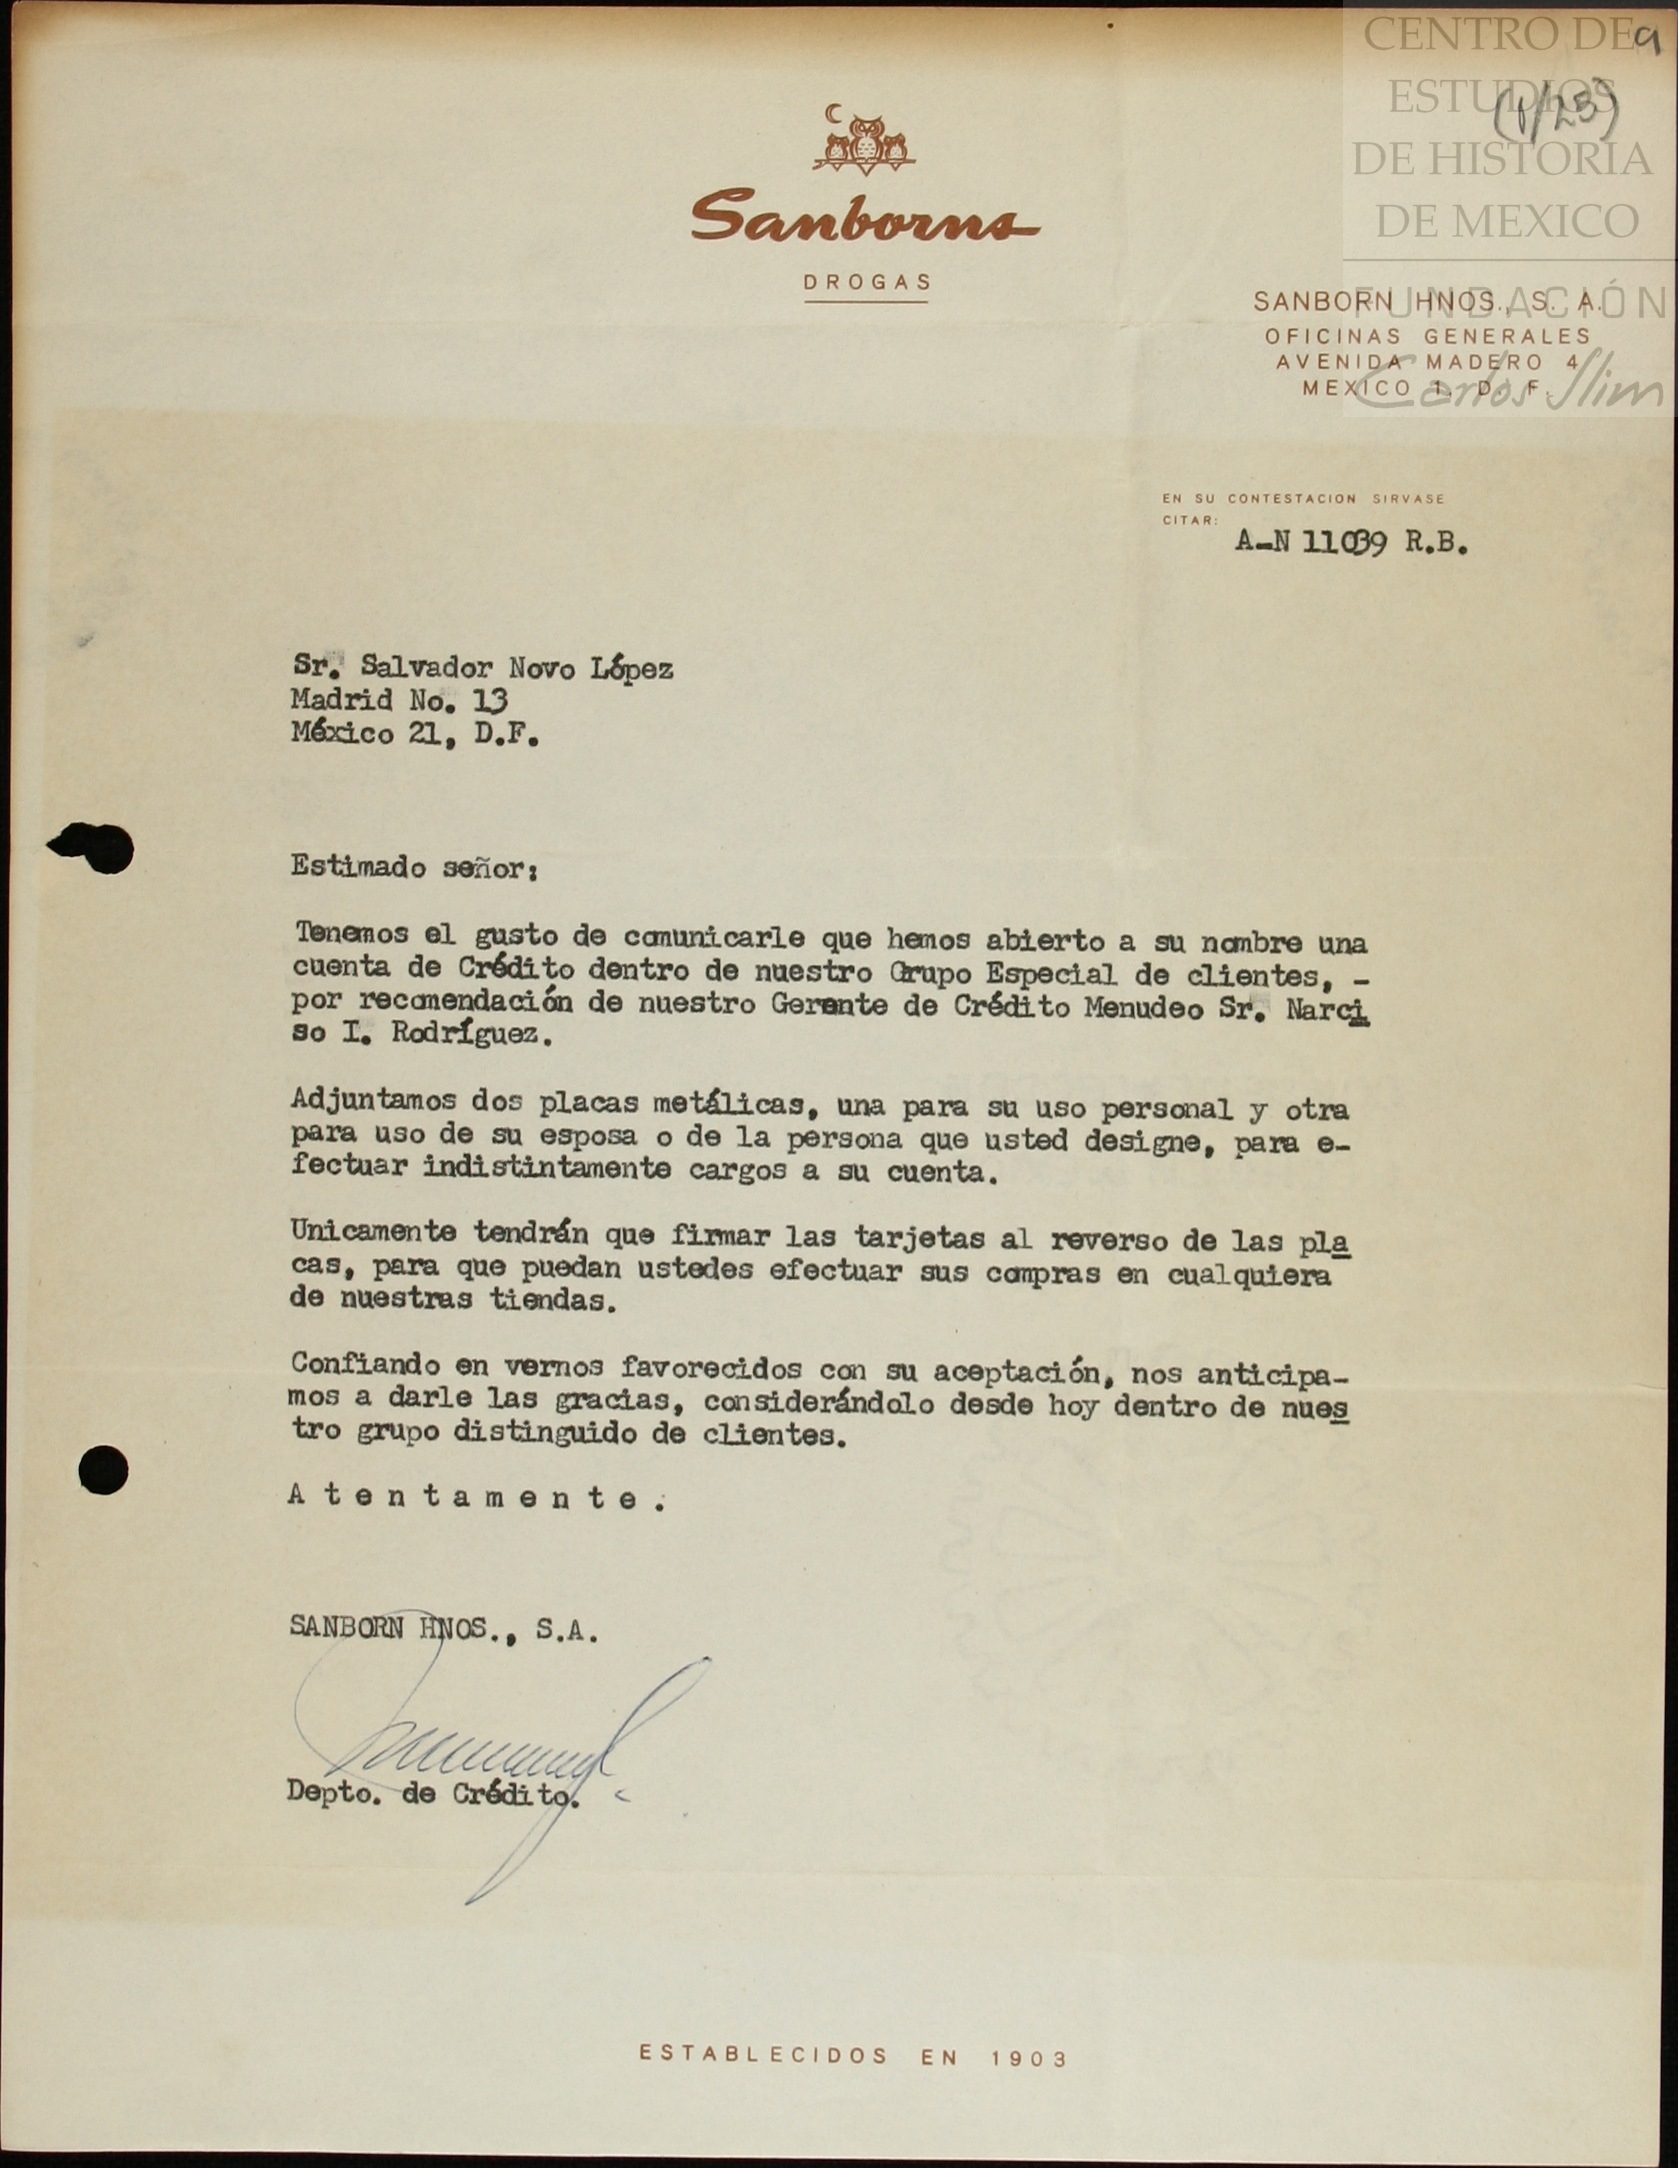 CENTRO DE
ESTUDIOS
DE HISTORIA
DE MEXICO
FUNDACIÓN
Carlos Slim
9
(1/25)
Sanborns
DROGAS
SANBORN HNOS., S. A.
OFICINAS GENERALES
AVENIDA MADERO 4
MEXICO 1, D. F.
EN SU CONTESTACION SIRVASE
CITAR:
A-N 11039 R.B.
Sr. Salvador Novo López
Madrid No. 13
México 21, D.F.
Estimado señor:
Tenemos el gusto de comunicarle que hemos abierto a su nombre una
cuenta de Crédito dentro de nuestro Grupo Especial de clientes, -
por recomendación de nuestro Gerente de Crédito Menudeo Sr. Narci
so I. Rodríguez.
Adjuntamos dos placas metálicas, una para su uso personal y otra
para uso de su esposa o de la persona que usted designe, para e-
fectuar indistintamente cargos a su cuenta.
Unicamente tendrán que firmar las tarjetas al reverso de las pla
cas, para que puedan ustedes efectuar sus compras en cualquiera
de nuestras tiendas.
Confiando en vernos favorecidos con su aceptación, nos anticipa-
mos a darle las gracias, considerándolo desde hoy dentro de nues
tro grupo distinguido de clientes.
A t e n t a m e n t e .
SANBORN HNOS., S.A.
Depto. de Crédito.
ESTABLECIDOS EN 1903